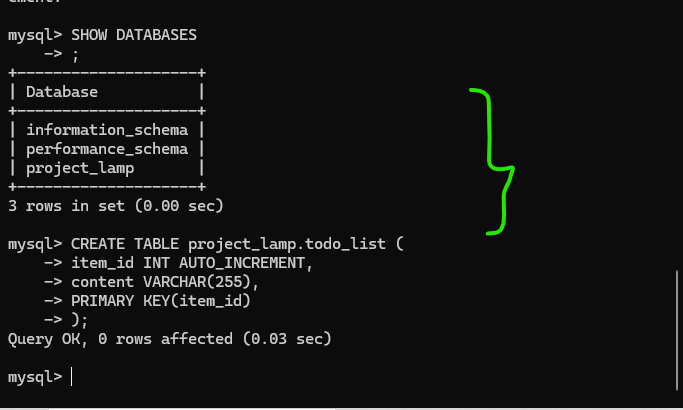 mysql> SHOW DATABASES
    -> ;
+--------------------+
| Database           |
+--------------------+
| information_schema |
| performance_schema |
| project_lamp       |
+--------------------+
3 rows in set (0.00 sec)
mysql> CREATE TABLE project_lamp.todo_list (
    -> item_id INT AUTO_INCREMENT,
    -> content VARCHAR(255),
    -> PRIMARY KEY(item_id)
    -> );
Query OK, 0 rows affected (0.03 sec)
mysql>